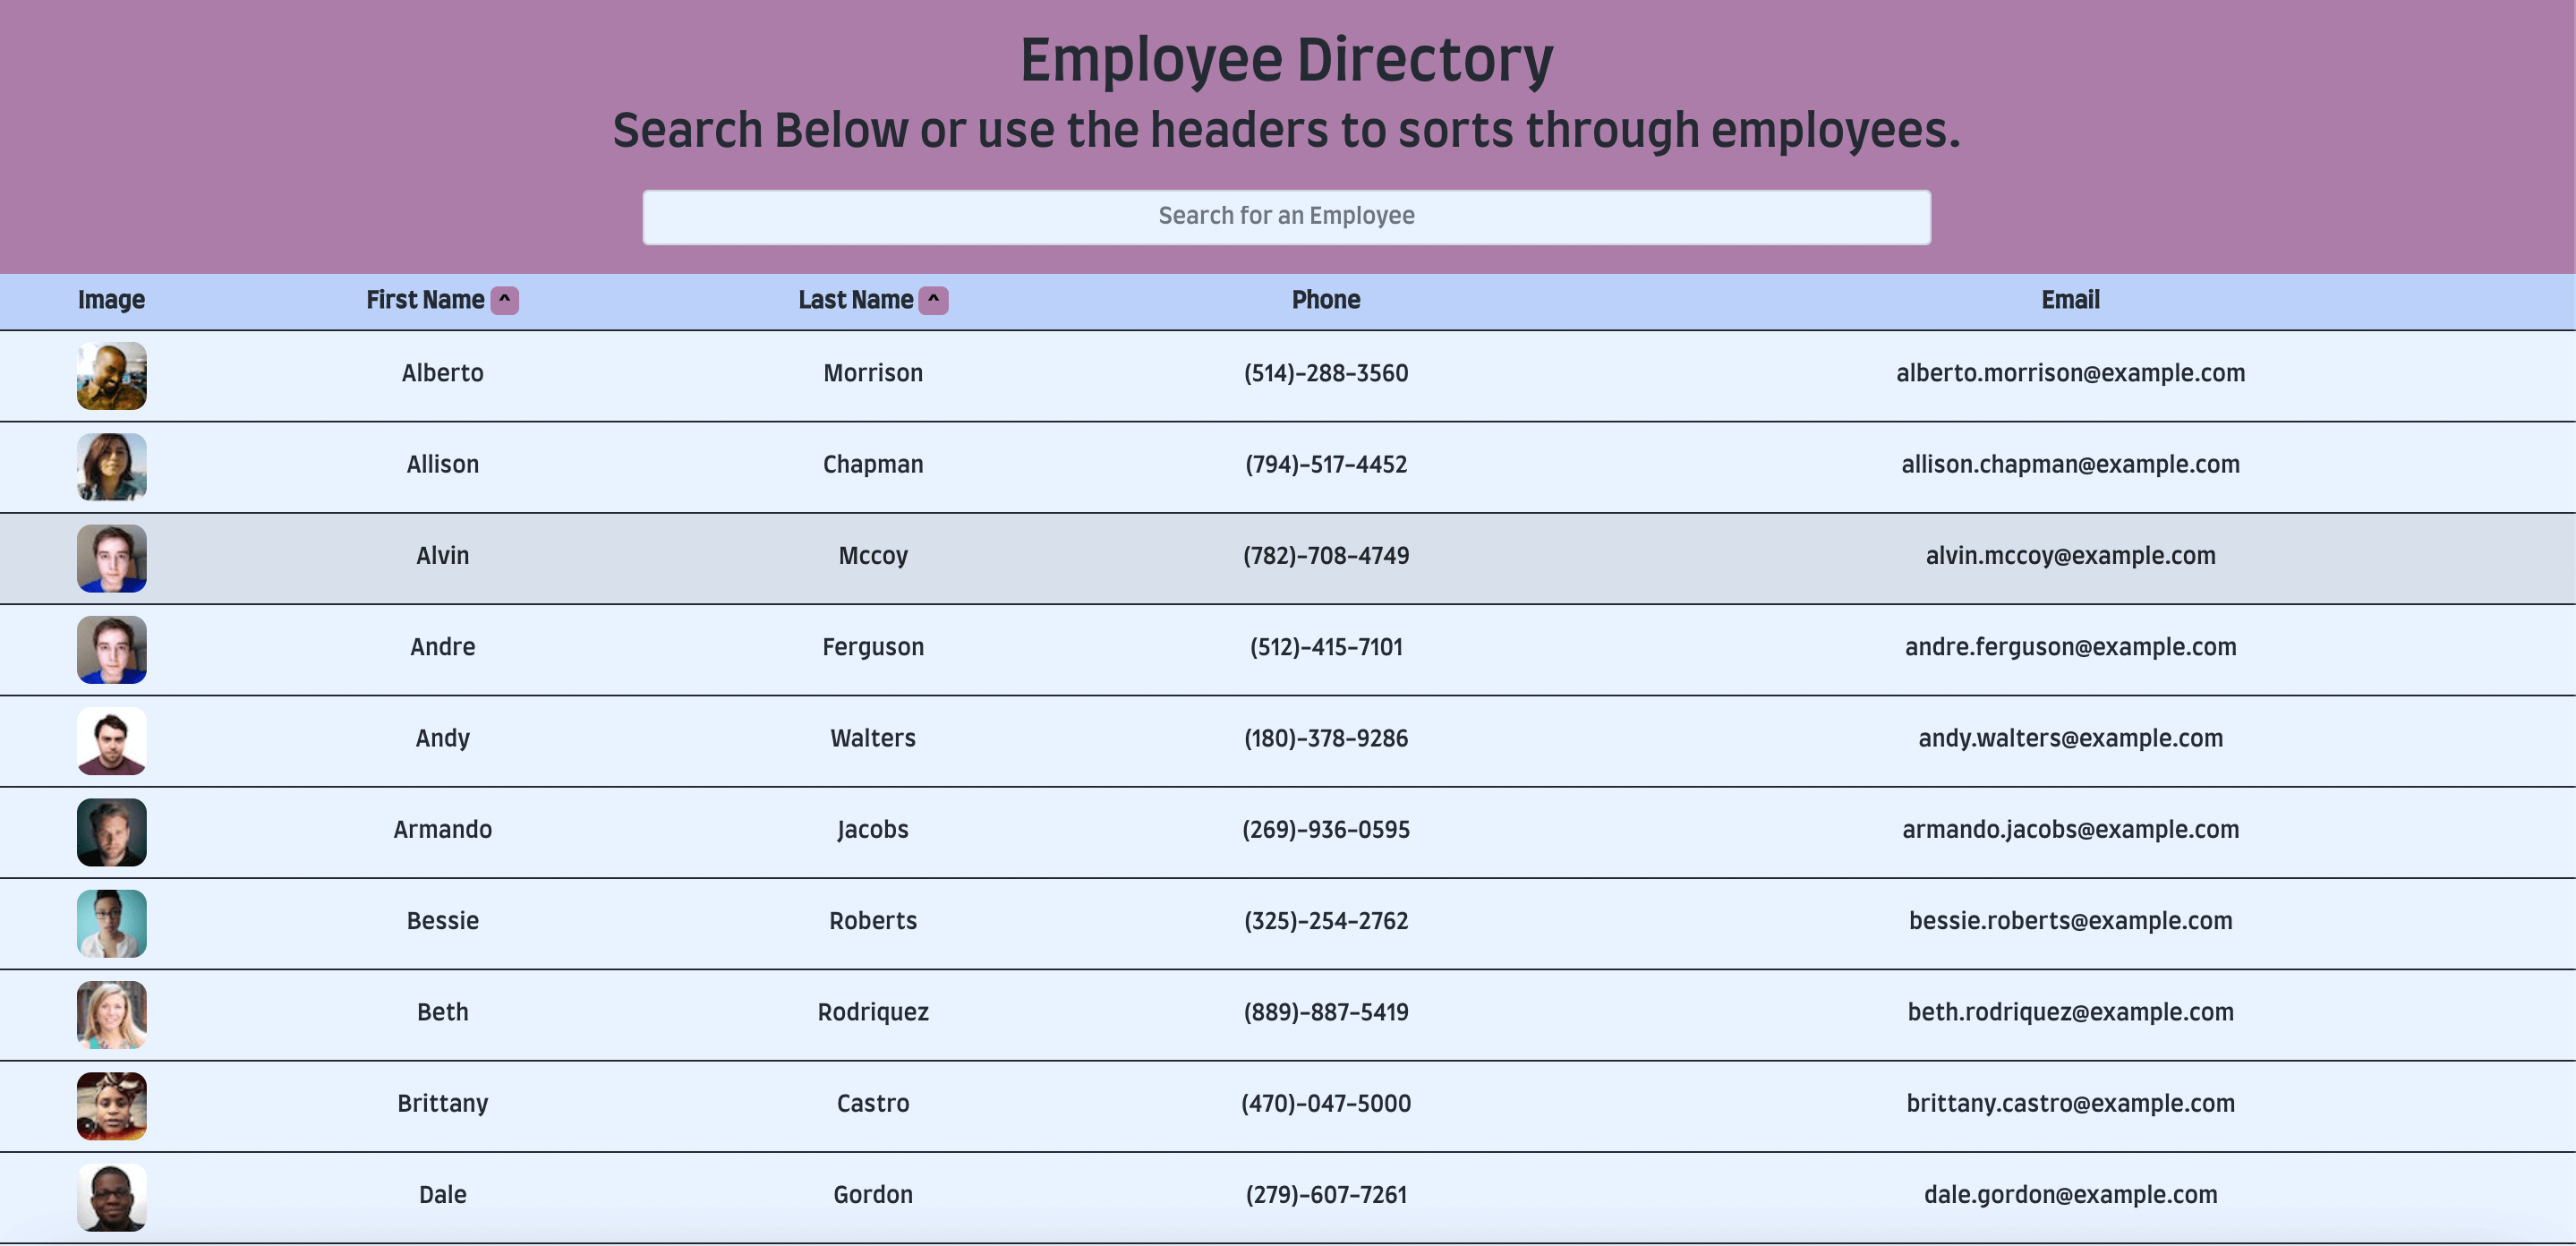 Employee Directory
Search Below or use the headers to sorts through employees.
Search for an Employee
Image First Name ^ Last Name ^ Phone Email
Alberto Morrison (514)-288-3560 alberto.morrison@example.com
Allison Chapman (794)-517-4452 allison.chapman@example.com
Alvin Mccoy (782)-708-4749 alvin.mccoy@example.com
Andre Ferguson (512)-415-7101 andre.ferguson@example.com
Andy Walters (180)-378-9286 andy.walters@example.com
Armando Jacobs (269)-936-0595 armando.jacobs@example.com
Bessie Roberts (325)-254-2762 bessie.roberts@example.com
Beth Rodriquez (889)-887-5419 beth.rodriquez@example.com
Brittany Castro (470)-047-5000 brittany.castro@example.com
Dale Gordon (279)-607-7261 dale.gordon@example.com